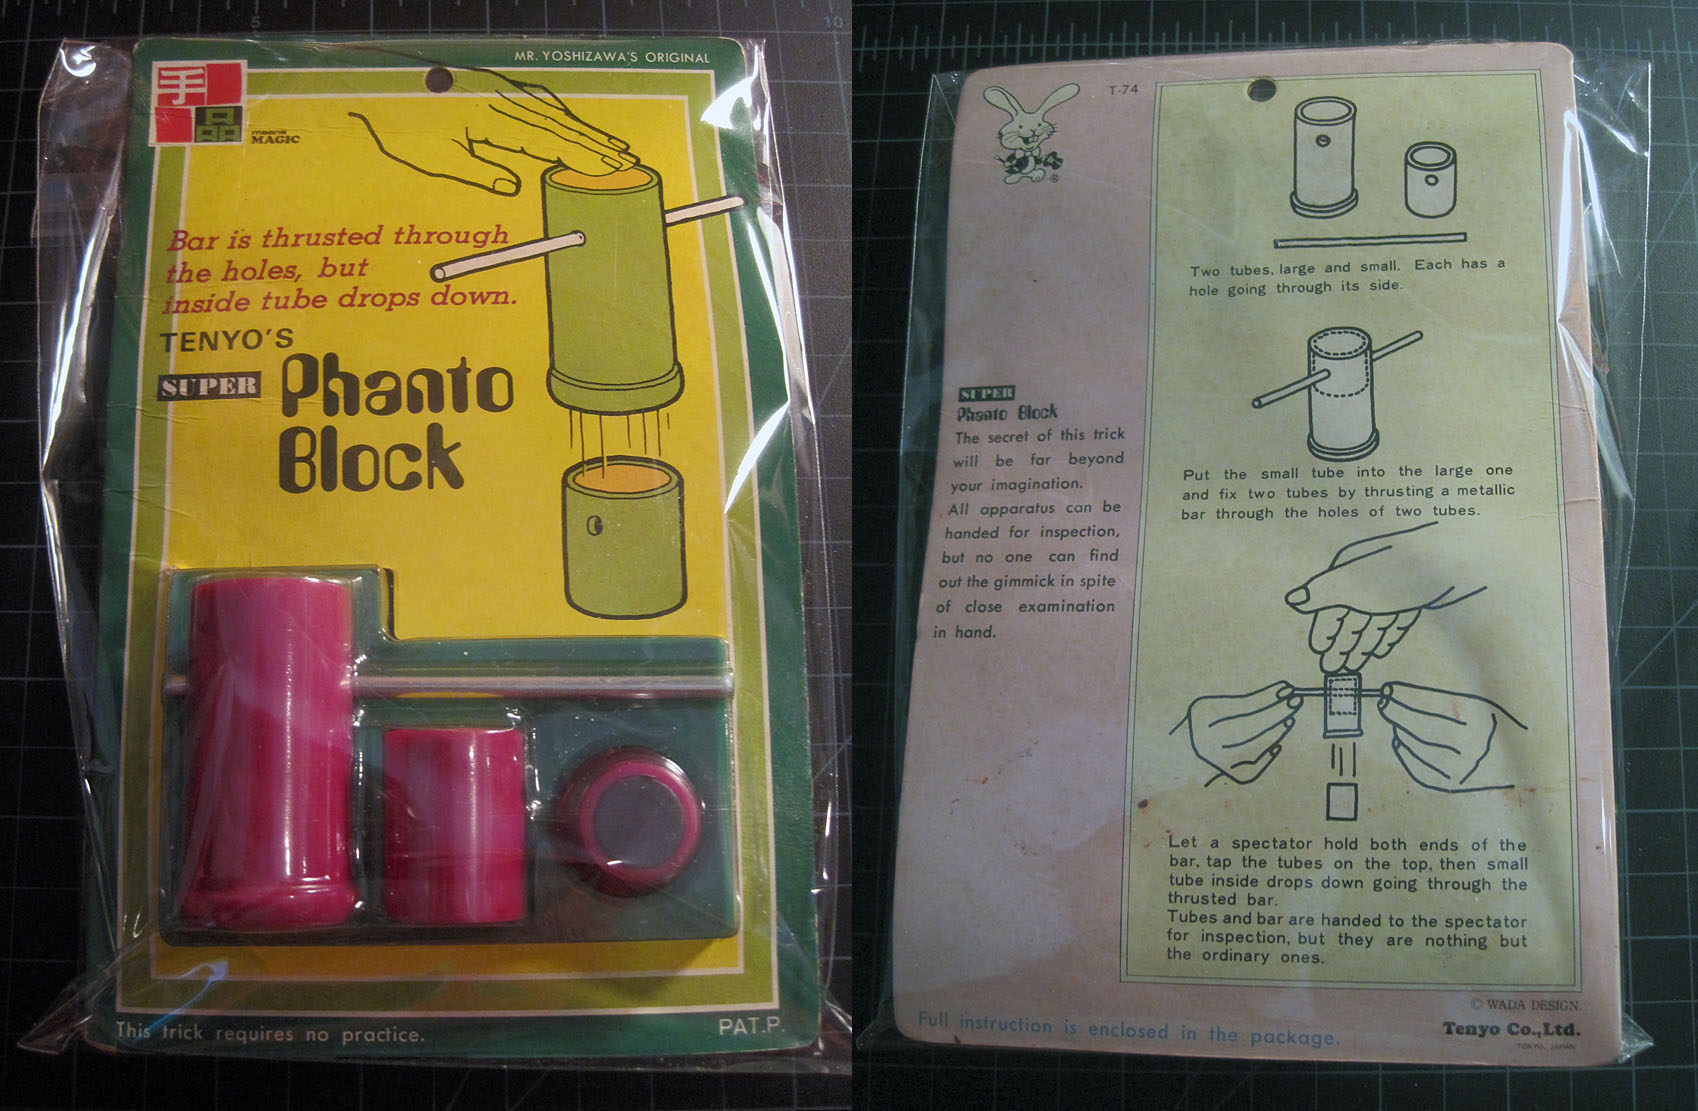 5
10
MR. YOSHIZAWA'S ORIGINAL
手
品
means
MAGIC
Bar is thrusted through
the holes, but
inside tube drops down.
TENYO'S
SUPER
Phanto
Block
This trick requires no practice.
PAT.P.
T-74
®
SUPER
Phanto Block
The secret of this trick
will be far beyond
your imagination.
All apparatus can be
handed for inspection,
but no one can find
out the gimmick in spite
of close examination
in hand.
Two tubes, large and small. Each has a
hole going through its side.
Put the small tube into the large one
and fix two tubes by thrusting a metallic
bar through the holes of two tubes.
Let a spectator hold both ends of the
bar, tap the tubes on the top, then small
tube inside drops down going through the
thrusted bar.
Tubes and bar are handed to the spectator
for inspection, but they are nothing but
the ordinary ones.
© WADA DESIGN.
Full instruction is enclosed in the package.
Tenyo Co.,Ltd.
TOKYO, JAPAN